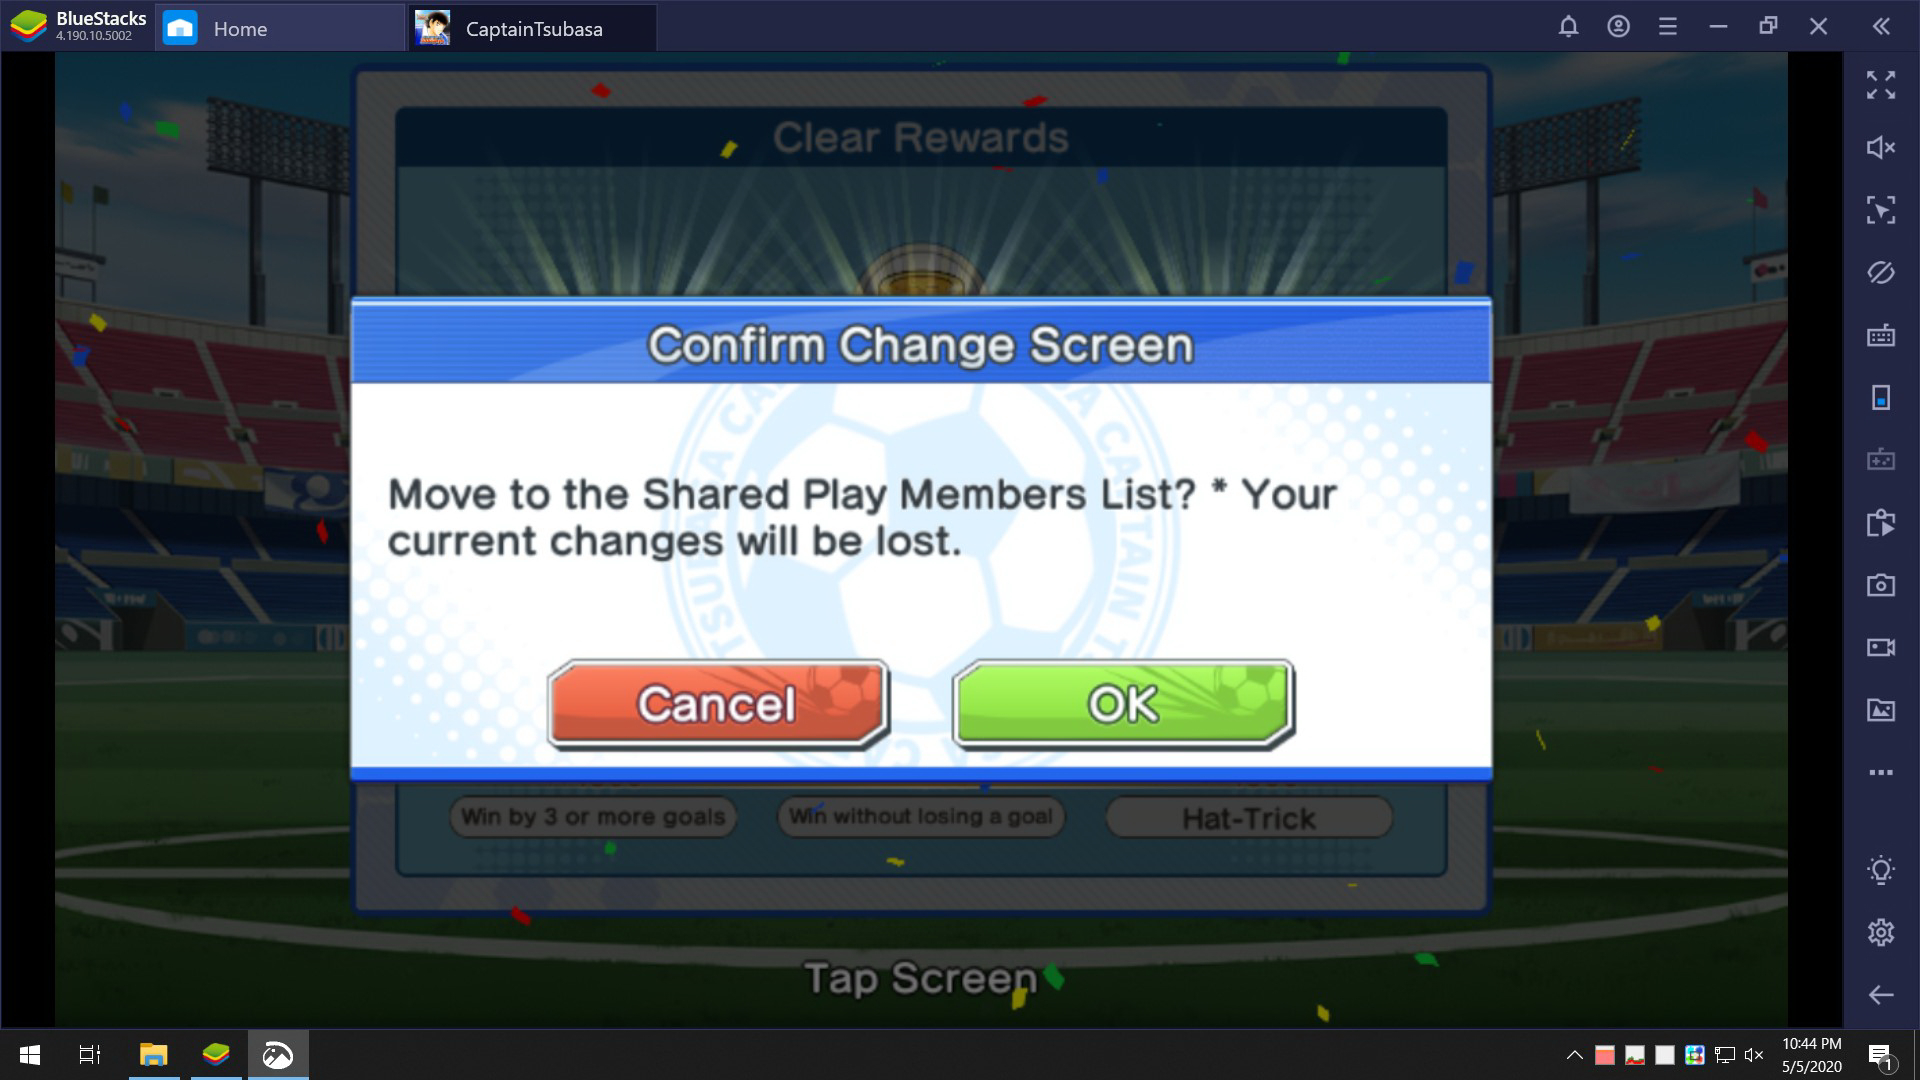 BlueStacks
4.190.10.5002
Home
CaptainTsubasa
Clear Rewards
Confirm Change Screen
Move to the Shared Play Members List? * Your
current changes will be lost.
Cancel
OK
Win by 3 or more goals
Win without losing a goal
Hat-Trick
Tap Screen
10:44 PM
5/5/2020
1